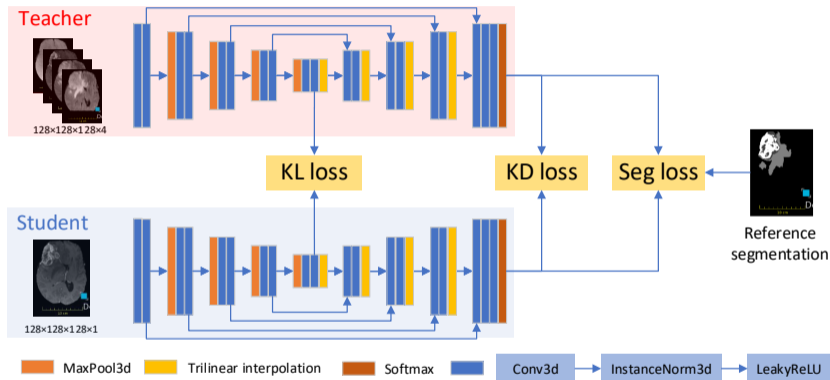 Teacher
128×128×128×4
KL loss
KD loss
Seg loss
Student
128×128×128×1
Reference
segmentation
MaxPool3d
Trilinear interpolation
Softmax
Conv3d
InstanceNorm3d
LeakyReLU